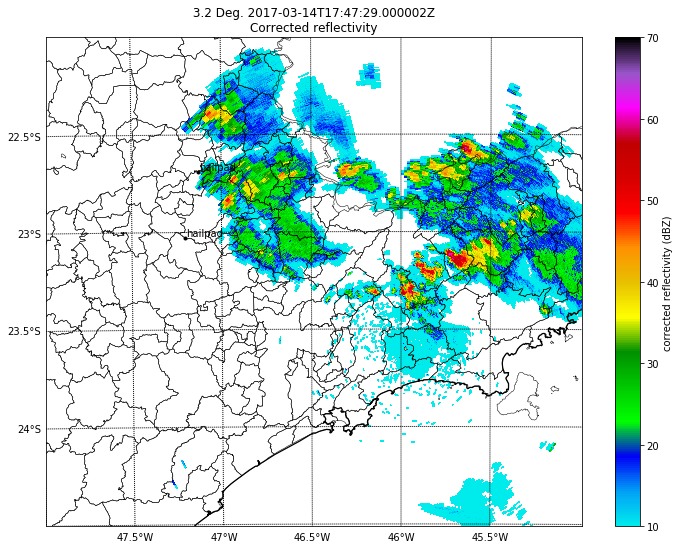 3.2 Deg. 2017-03-14T17:47:29.000002Z
Corrected reflectivity
70
60
50
40
30
20
10
corrected reflectivity (dBZ)
22.5°S
23°S
23.5°S
24°S
hailpad
47.5°W
47°W
46.5°W
46°W
45.5°W